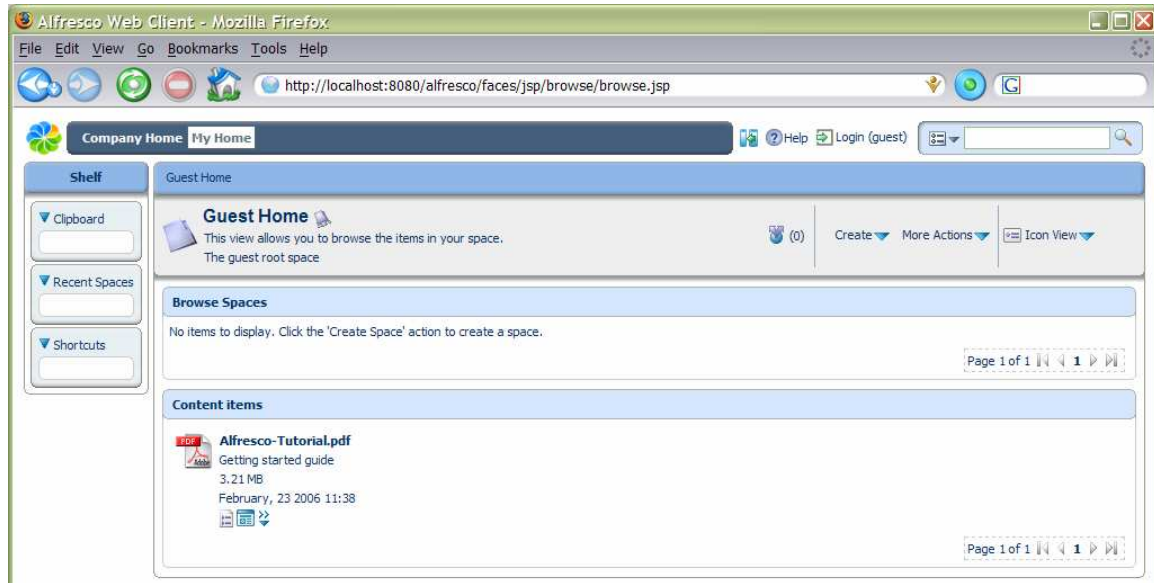 Alfresco Web Client - Mozilla Firefox
File Edit View Go Bookmarks Tools Help
http://localhost:8080/alfresco/faces/jsp/browse/browse.jsp
G
Company Home My Home
Help Login (guest)
Shelf
Guest Home
Clipboard
Recent Spaces
Shortcuts
Guest Home
This view allows you to browse the items in your space.
The guest root space
(0) Create More Actions Icon View
Browse Spaces
No items to display. Click the 'Create Space' action to create a space.
Page 1 of 1 1
Content items
PDF
Adobe
Alfresco-Tutorial.pdf
Getting started guide
3.21 MB
February, 23 2006 11:38
Page 1 of 1 1